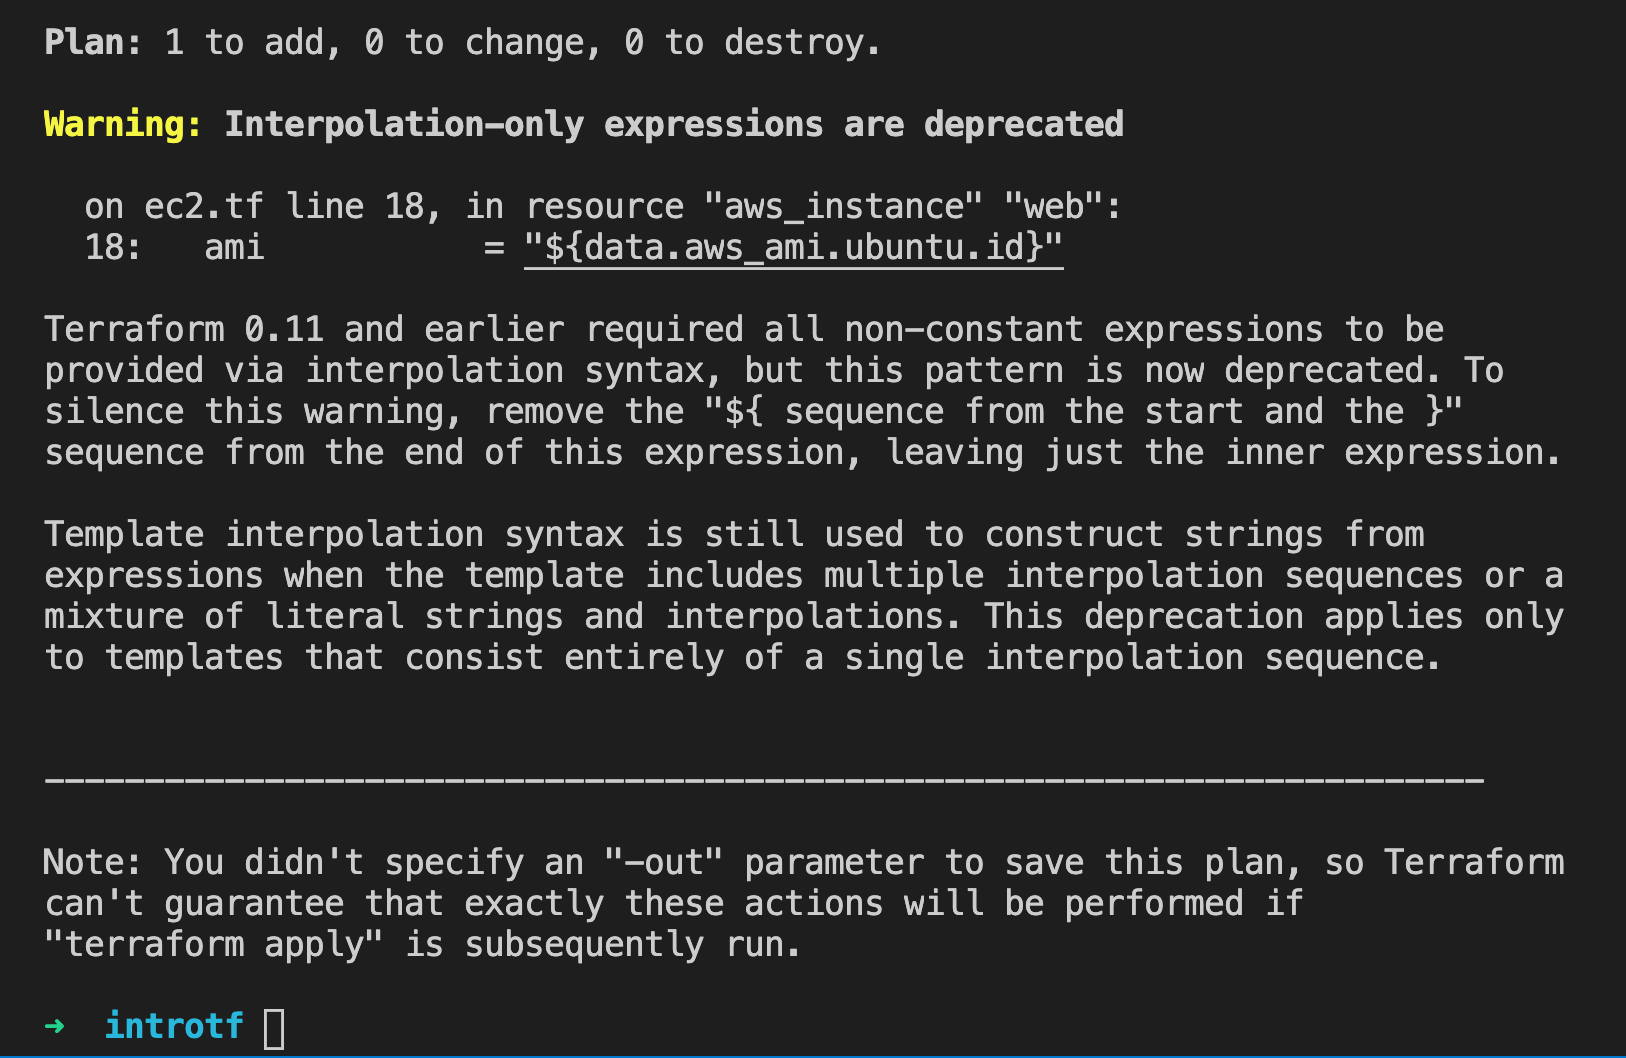 Plan: 1 to add, 0 to change, 0 to destroy.
Warning: Interpolation-only expressions are deprecated
on ec2.tf line 18, in resource "aws_instance" "web":
18:   ami           = "${data.aws_ami.ubuntu.id}"
Terraform 0.11 and earlier required all non-constant expressions to be
provided via interpolation syntax, but this pattern is now deprecated. To
silence this warning, remove the "${ sequence from the start and the }"
sequence from the end of this expression, leaving just the inner expression.
Template interpolation syntax is still used to construct strings from
expressions when the template includes multiple interpolation sequences or a
mixture of literal strings and interpolations. This deprecation applies only
to templates that consist entirely of a single interpolation sequence.
------------------------------------------------------------------------
Note: You didn't specify an "-out" parameter to save this plan, so Terraform
can't guarantee that exactly these actions will be performed if
"terraform apply" is subsequently run.
➜  introtf